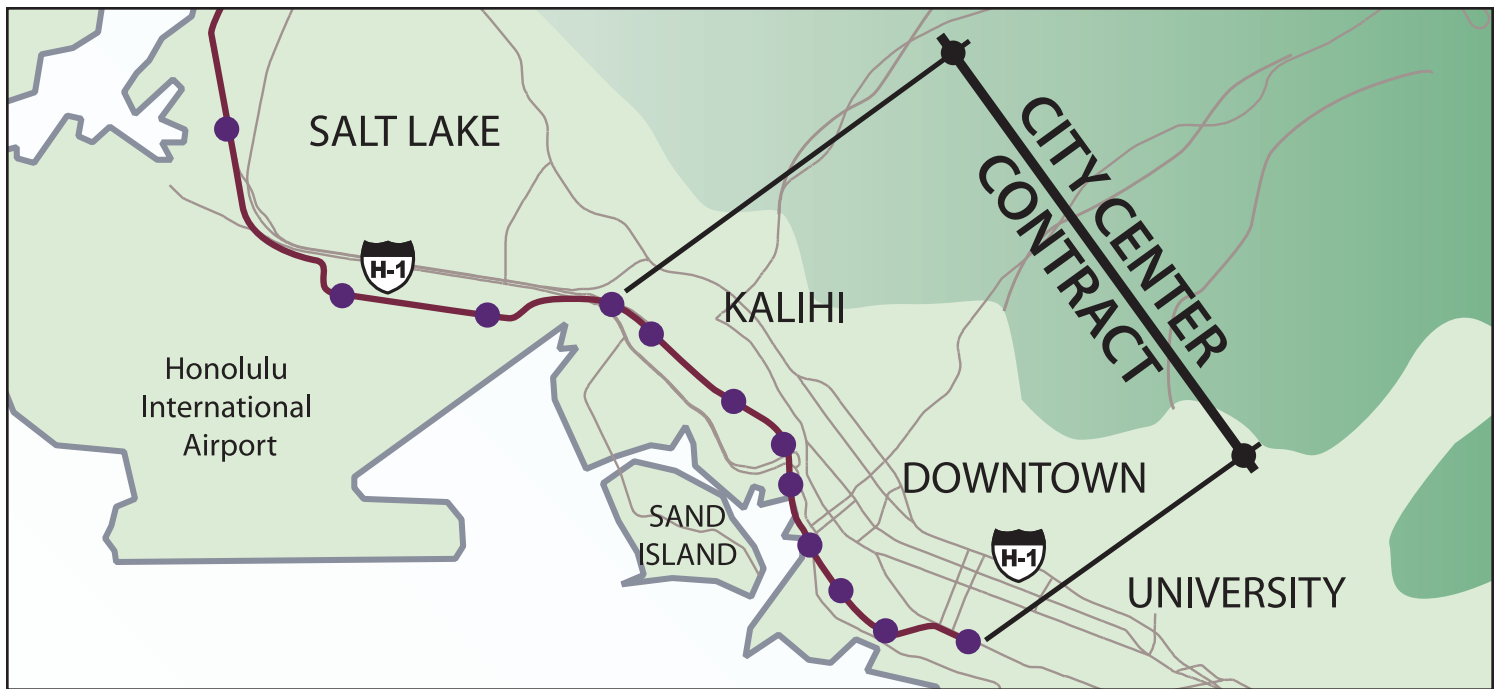 SALT LAKE
CITY CENTER
CONTRACT
H-1
KALIHI
Honolulu
International
Airport
DOWNTOWN
SAND
ISLAND
H-1
UNIVERSITY